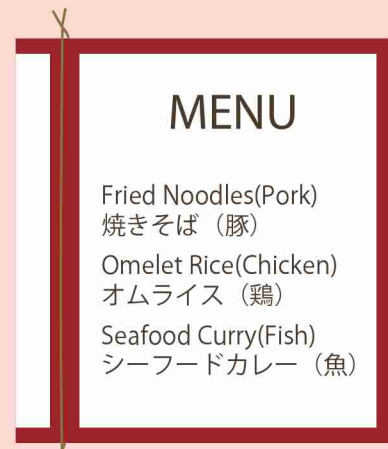 MENU
Fried Noodles(Pork)
焼きそば（豚）
Omelet Rice(Chicken)
オムライス（鶏）
Seafood Curry(Fish)
シーフードカレー（魚）